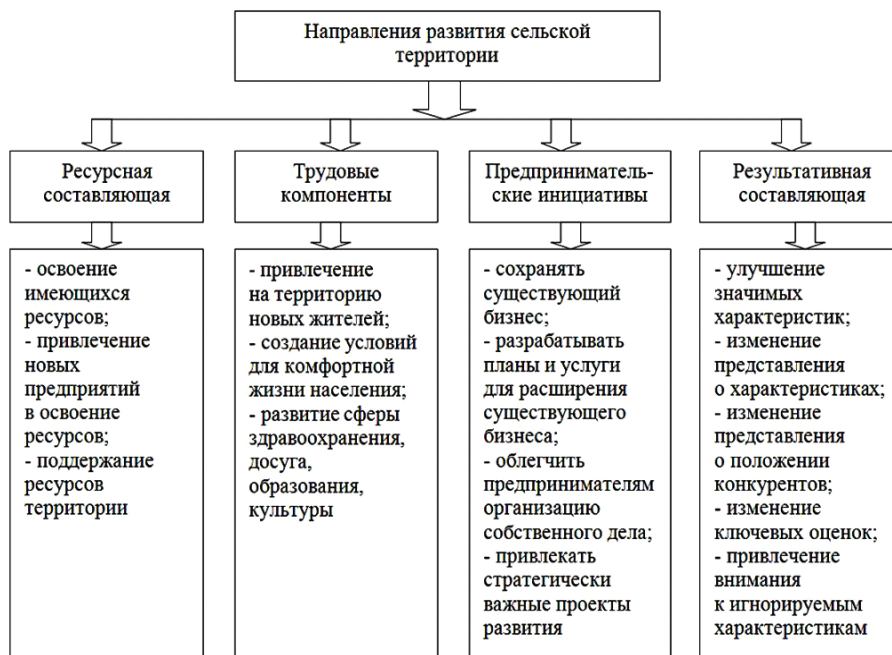 Направления развития сельской
территории
Ресурсная
составляющая
Трудовые
компоненты
Предприниматель-
ские инициативы
Результативная
составляющая
- освоение
имеющихся
ресурсов;
- привлечение
новых
предприятий
в освоение
ресурсов;
- поддержание
ресурсов
территории
- привлечение
на территорию
новых жителей;
- создание условий
для комфортной
жизни населения;
- развитие сферы
здравоохранения,
досуга,
образования,
культуры
- сохранять
существующий
бизнес;
- разрабатывать
планы и услуги
для расширения
существующего
бизнеса;
- облегчить
предпринимателям
организацию
собственного дела;
- привлекать
стратегически
важные проекты
развития
- улучшение
значимых
характеристик;
- изменение
представления
о характеристиках;
- изменение
представления
о положении
конкурентов;
- изменение
ключевых оценок;
- привлечение
внимания
к игнорируемым
характеристикам